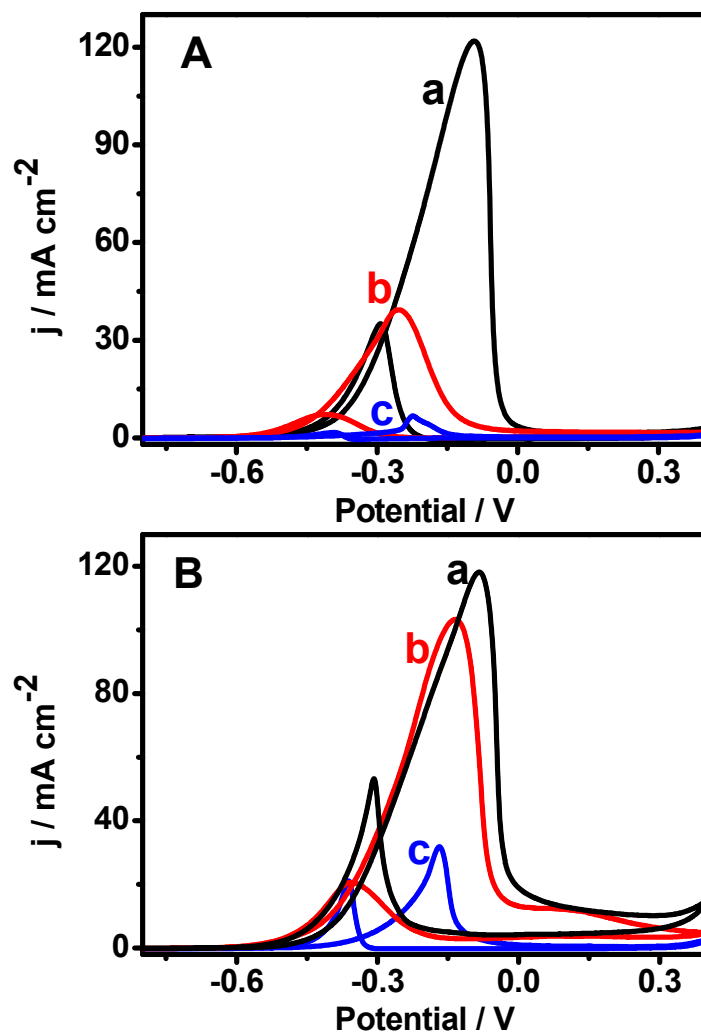 A
a
b
c
120
90
60
30
0
j / mA cm-2
-0.6 -0.3 0.0 0.3
Potential / V
B
a
b
c
120
80
40
0
j / mA cm-2
-0.6 -0.3 0.0 0.3
Potential / V